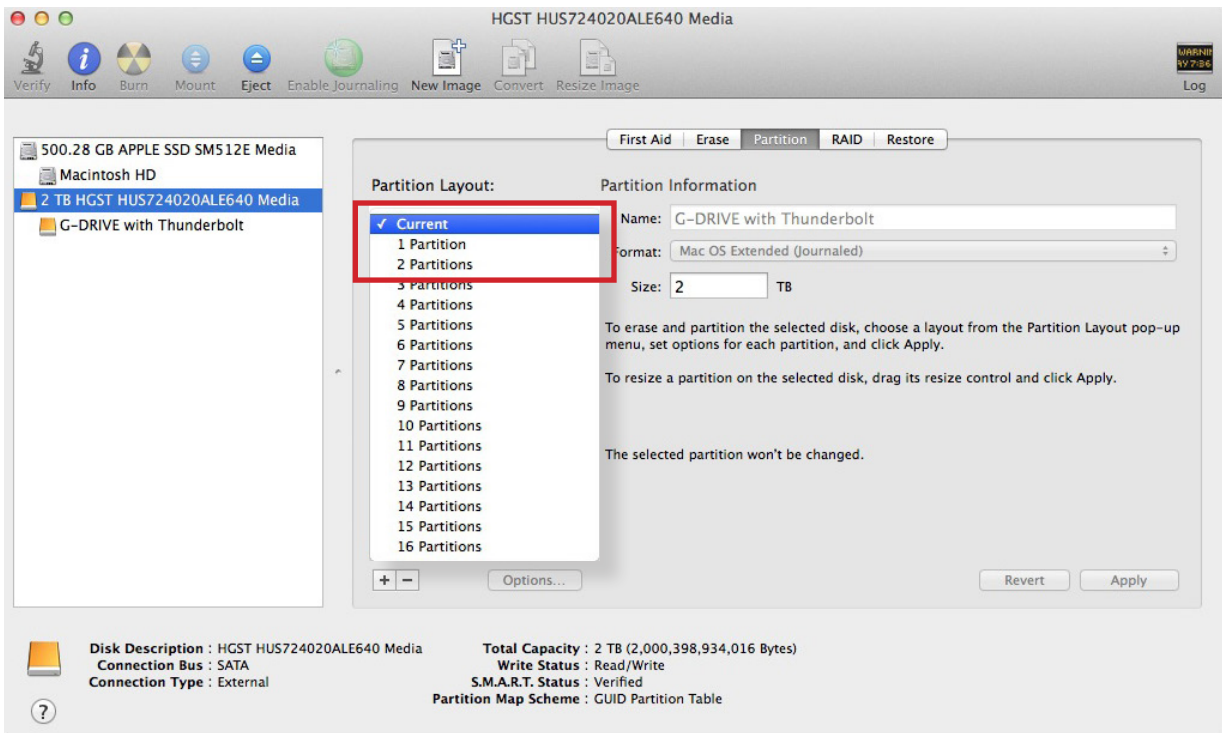 HGST HUS724020ALE640 Media
Verify Info Burn Mount Eject Enable Journaling New Image Convert Resize Image Log
WARNIN
AY 7:36
500.28 GB APPLE SSD SM512E Media
Macintosh HD
2 TB HGST HUS724020ALE640 Media
G-DRIVE with Thunderbolt
First Aid Erase Partition RAID Restore
Partition Layout:
✓ Current
1 Partition
2 Partitions
3 Partitions
4 Partitions
5 Partitions
6 Partitions
7 Partitions
8 Partitions
9 Partitions
10 Partitions
11 Partitions
12 Partitions
13 Partitions
14 Partitions
15 Partitions
16 Partitions
+ −
Options...
Partition Information
Name: G-DRIVE with Thunderbolt
Format: Mac OS Extended (Journaled)
Size: 2 TB
To erase and partition the selected disk, choose a layout from the Partition Layout pop-up
menu, set options for each partition, and click Apply.
To resize a partition on the selected disk, drag its resize control and click Apply.
The selected partition won't be changed.
Revert Apply
Disk Description : HGST HUS724020ALE640 Media
Connection Bus : SATA
Connection Type : External
Total Capacity : 2 TB (2,000,398,934,016 Bytes)
Write Status : Read/Write
S.M.A.R.T. Status : Verified
Partition Map Scheme : GUID Partition Table
?